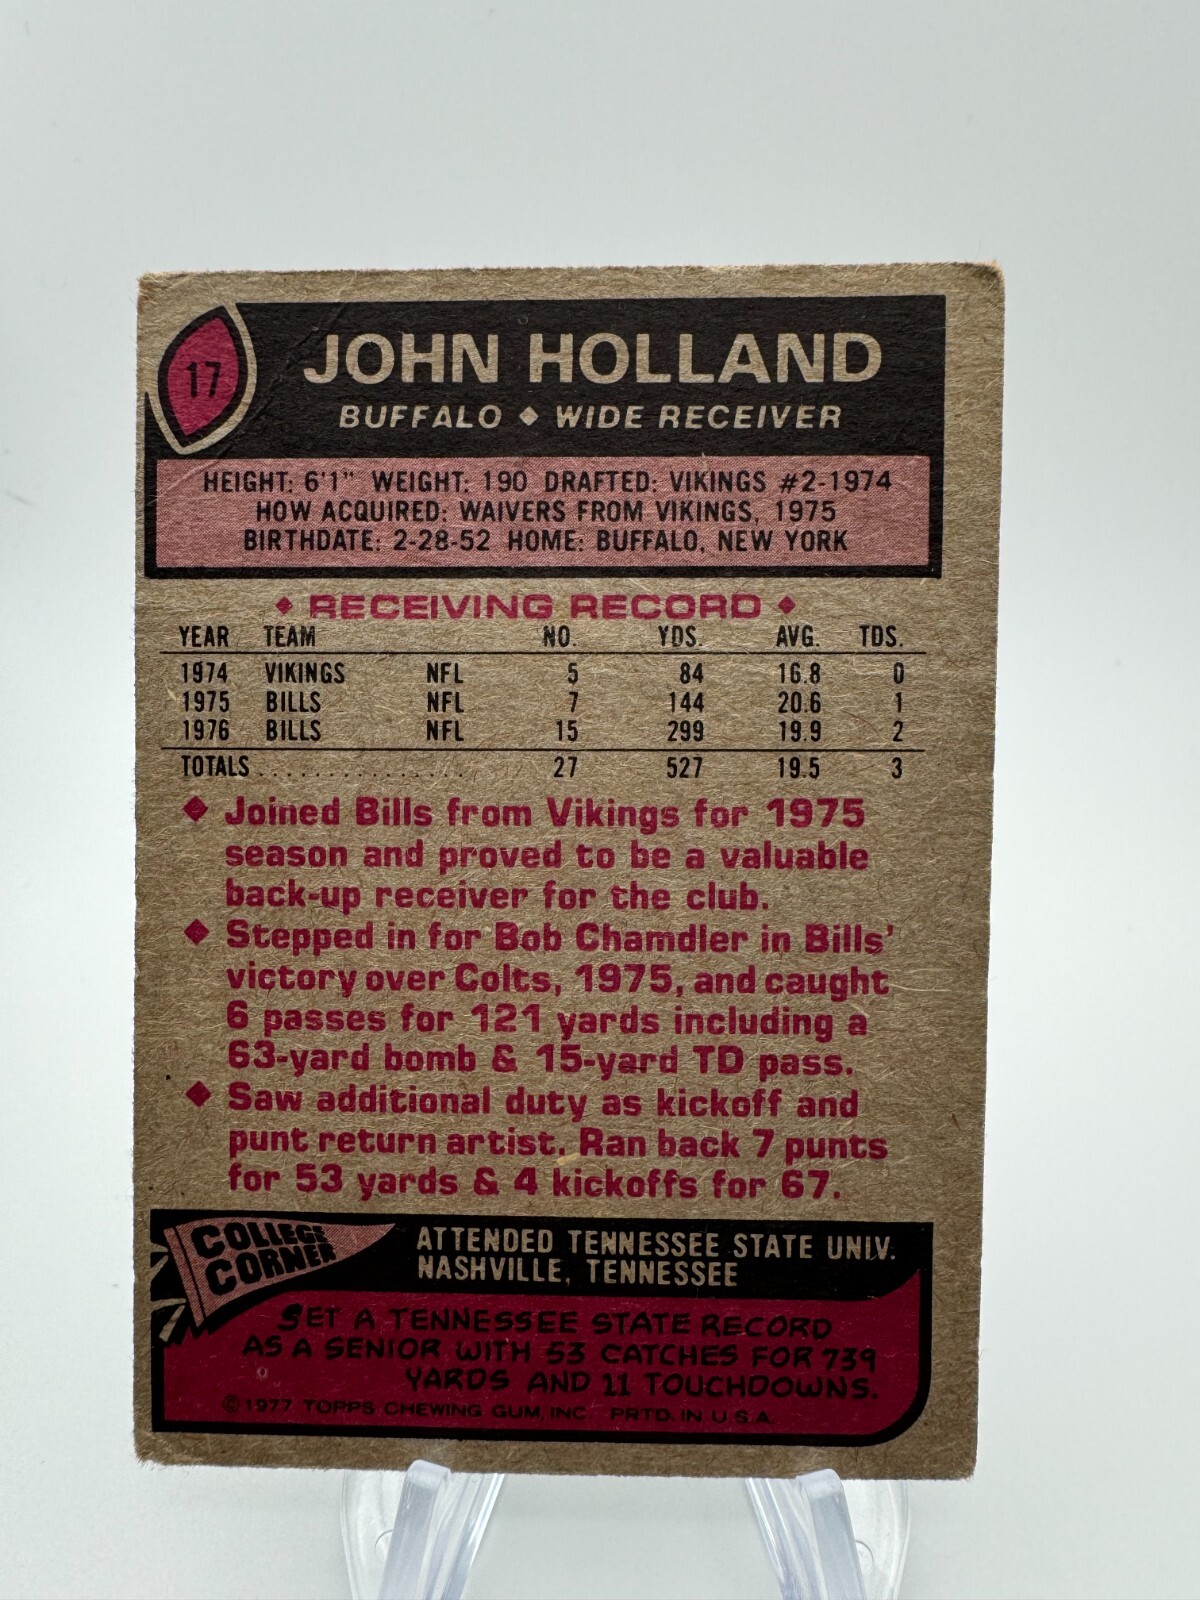 17
JOHN HOLLAND
BUFFALO ◆ WIDE RECEIVER
HEIGHT: 6'1" WEIGHT: 190 DRAFTED: VIKINGS #2-1974
HOW ACQUIRED: WAIVERS FROM VIKINGS, 1975
BIRTHDATE: 2-28-52 HOME: BUFFALO, NEW YORK
◆ RECEIVING RECORD ◆
YEAR TEAM NO. YDS. AVG. TDS.
1974 VIKINGS NFL 5 84 16.8 0
1975 BILLS NFL 7 144 20.6 1
1976 BILLS NFL 15 299 19.9 2
TOTALS . . . . . . . . . . . . . . . 27 527 19.5 3
◆ Joined Bills from Vikings for 1975
season and proved to be a valuable
back-up receiver for the club.
◆ Stepped in for Bob Chamdler in Bills'
victory over Colts, 1975, and caught
6 passes for 121 yards including a
63-yard bomb & 15-yard TD pass.
◆ Saw additional duty as kickoff and
punt return artist. Ran back 7 punts
for 53 yards & 4 kickoffs for 67.
COLLEGE
CORNER
ATTENDED TENNESSEE STATE UNIV.
NASHVILLE, TENNESSEE
SET A TENNESSEE STATE RECORD
AS A SENIOR WITH 53 CATCHES FOR 739
YARDS AND 11 TOUCHDOWNS.
© 1977 TOPPS CHEWING GUM, INC PRTD. IN U.S.A.